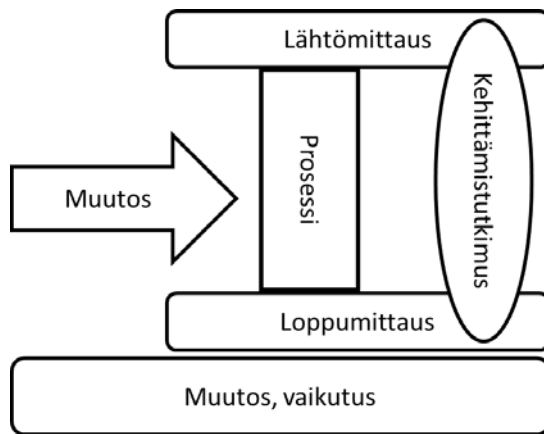 Lähtömittaus
Kehittämistutkimus
Prosessi
Muutos
Loppumittaus
Muutos, vaikutus